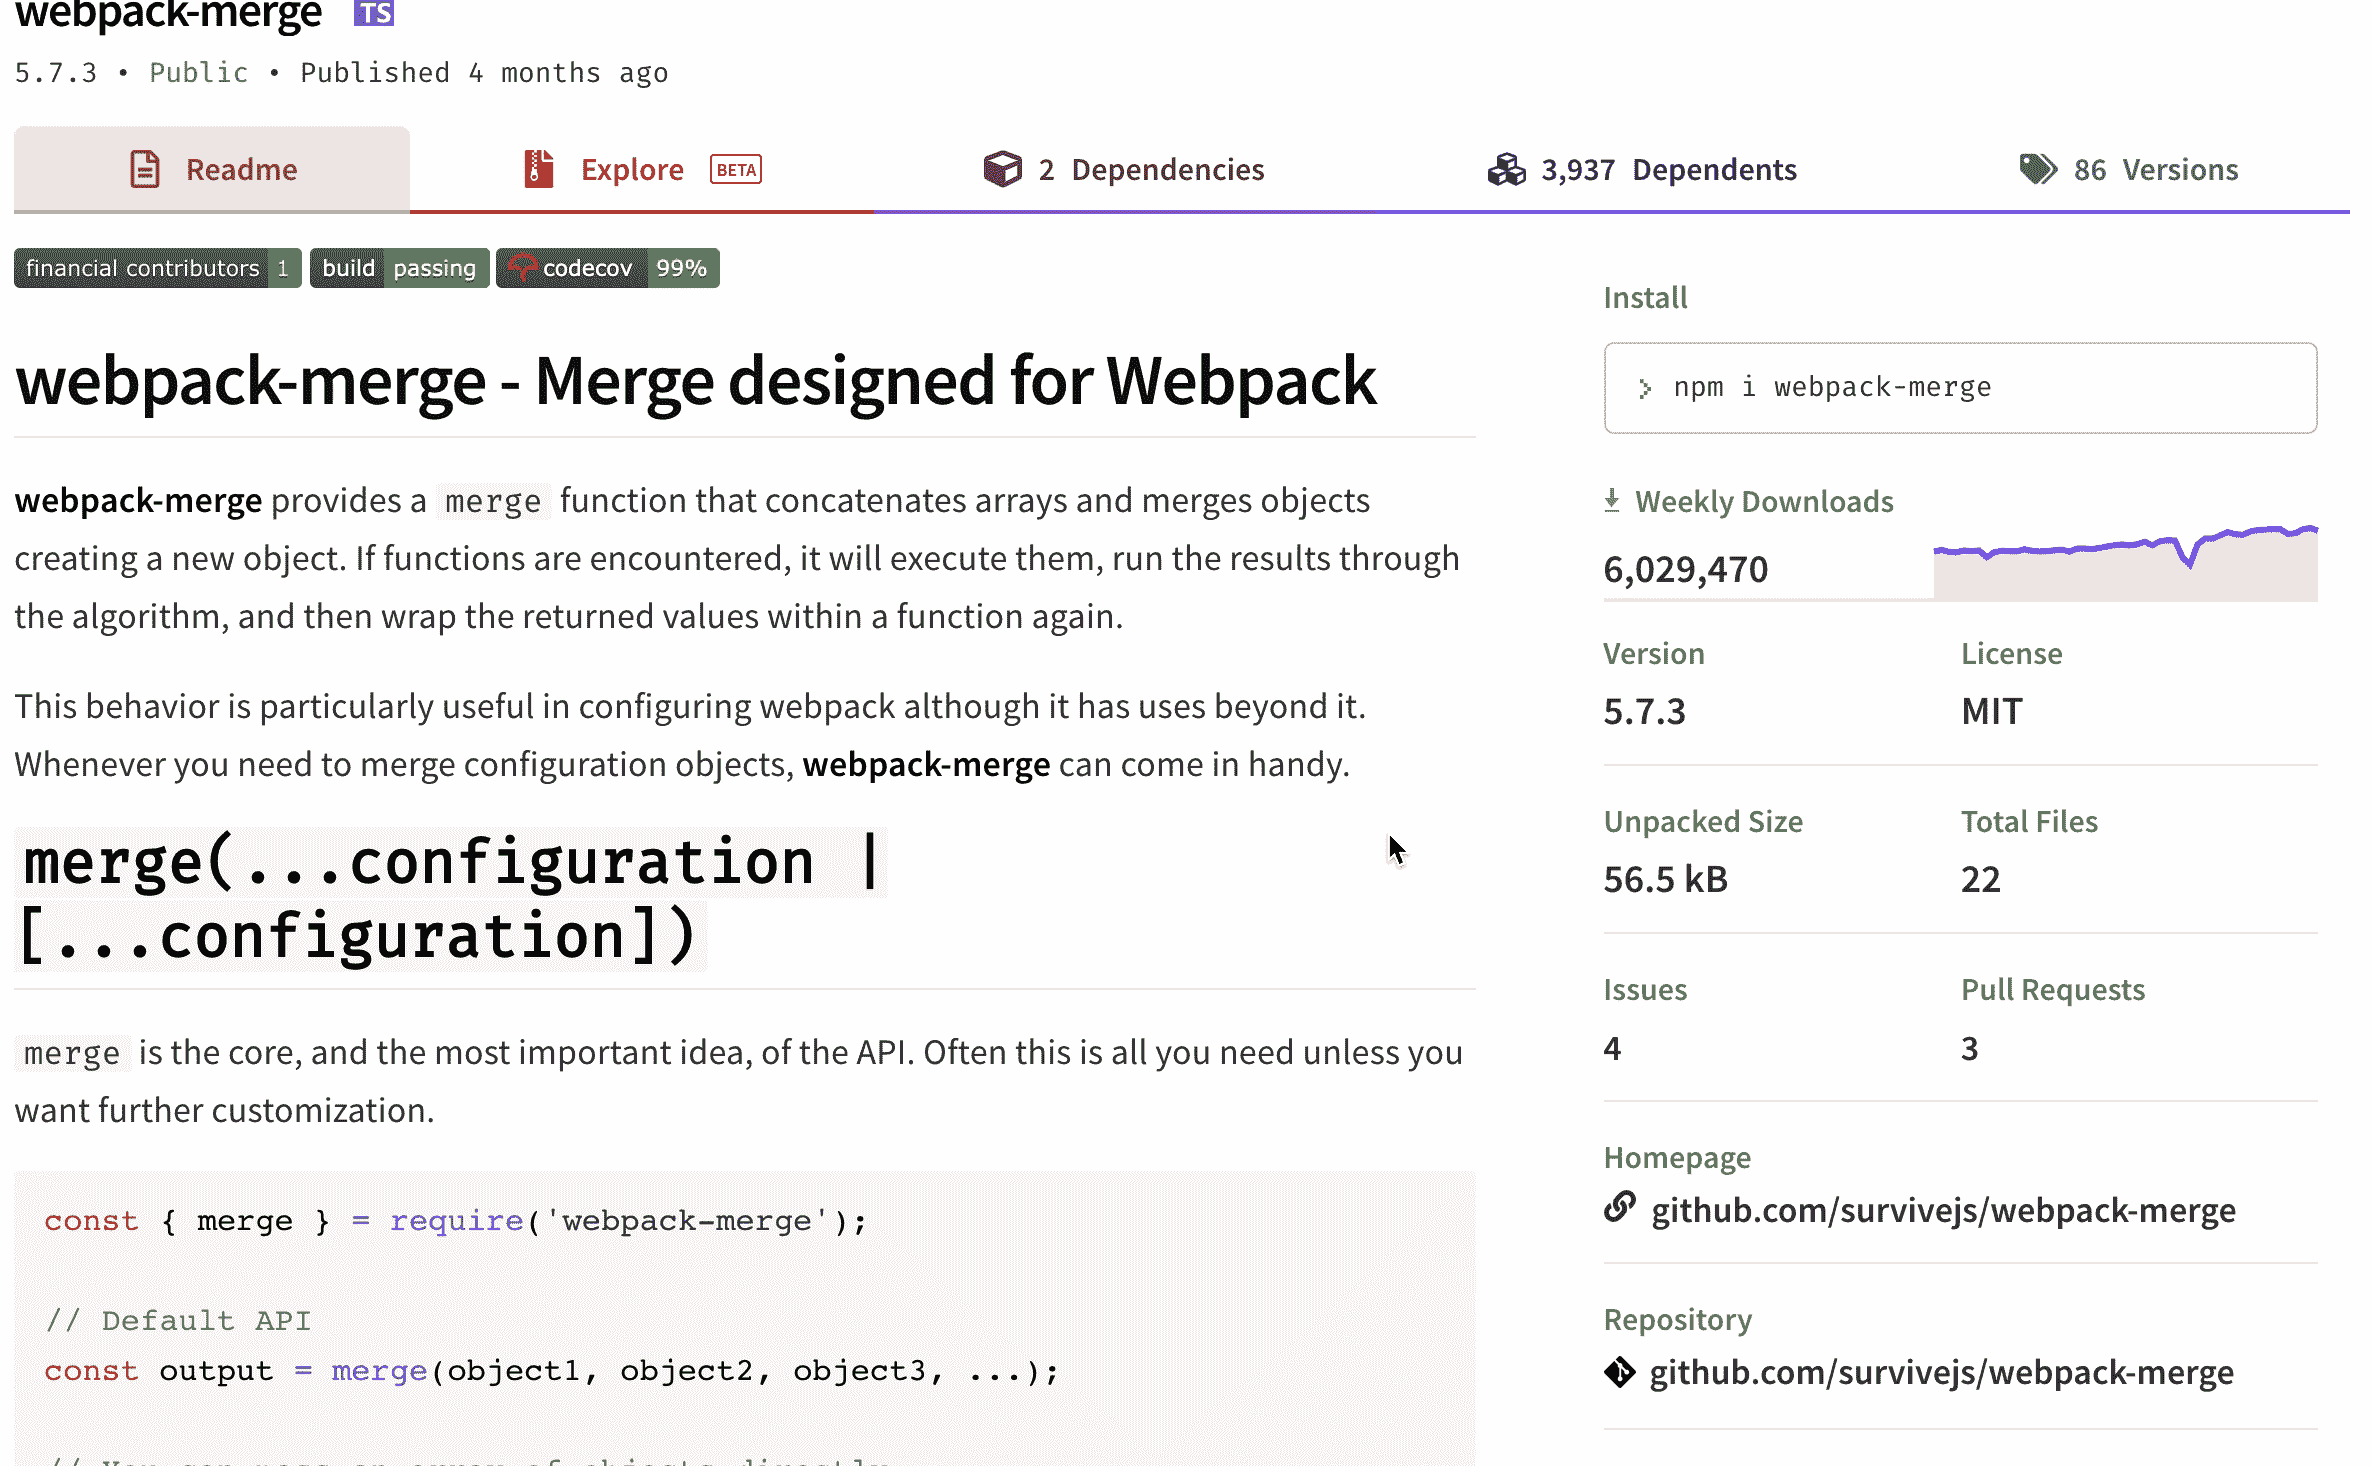 webpack-merge TS
5.7.3 • Public • Published 4 months ago
Readme
Explore BETA
2 Dependencies
3,937 Dependents
86 Versions
financial contributors 1
build passing
codecov 99%
webpack-merge - Merge designed for Webpack
webpack-merge provides a merge function that concatenates arrays and merges objects
creating a new object. If functions are encountered, it will execute them, run the results through
the algorithm, and then wrap the returned values within a function again.
This behavior is particularly useful in configuring webpack although it has uses beyond it.
Whenever you need to merge configuration objects, webpack-merge can come in handy.
merge(...configuration |
[...configuration])
merge is the core, and the most important idea, of the API. Often this is all you need unless you
want further customization.
const { merge } = require('webpack-merge');
// Default API
const output = merge(object1, object2, object3, ...);
// You can pass an array of objects directly
Install
> npm i webpack-merge
Weekly Downloads
6,029,470
Version
License
5.7.3
MIT
Unpacked Size
Total Files
56.5 kB
22
Issues
Pull Requests
4
3
Homepage
github.com/survivejs/webpack-merge
Repository
github.com/survivejs/webpack-merge